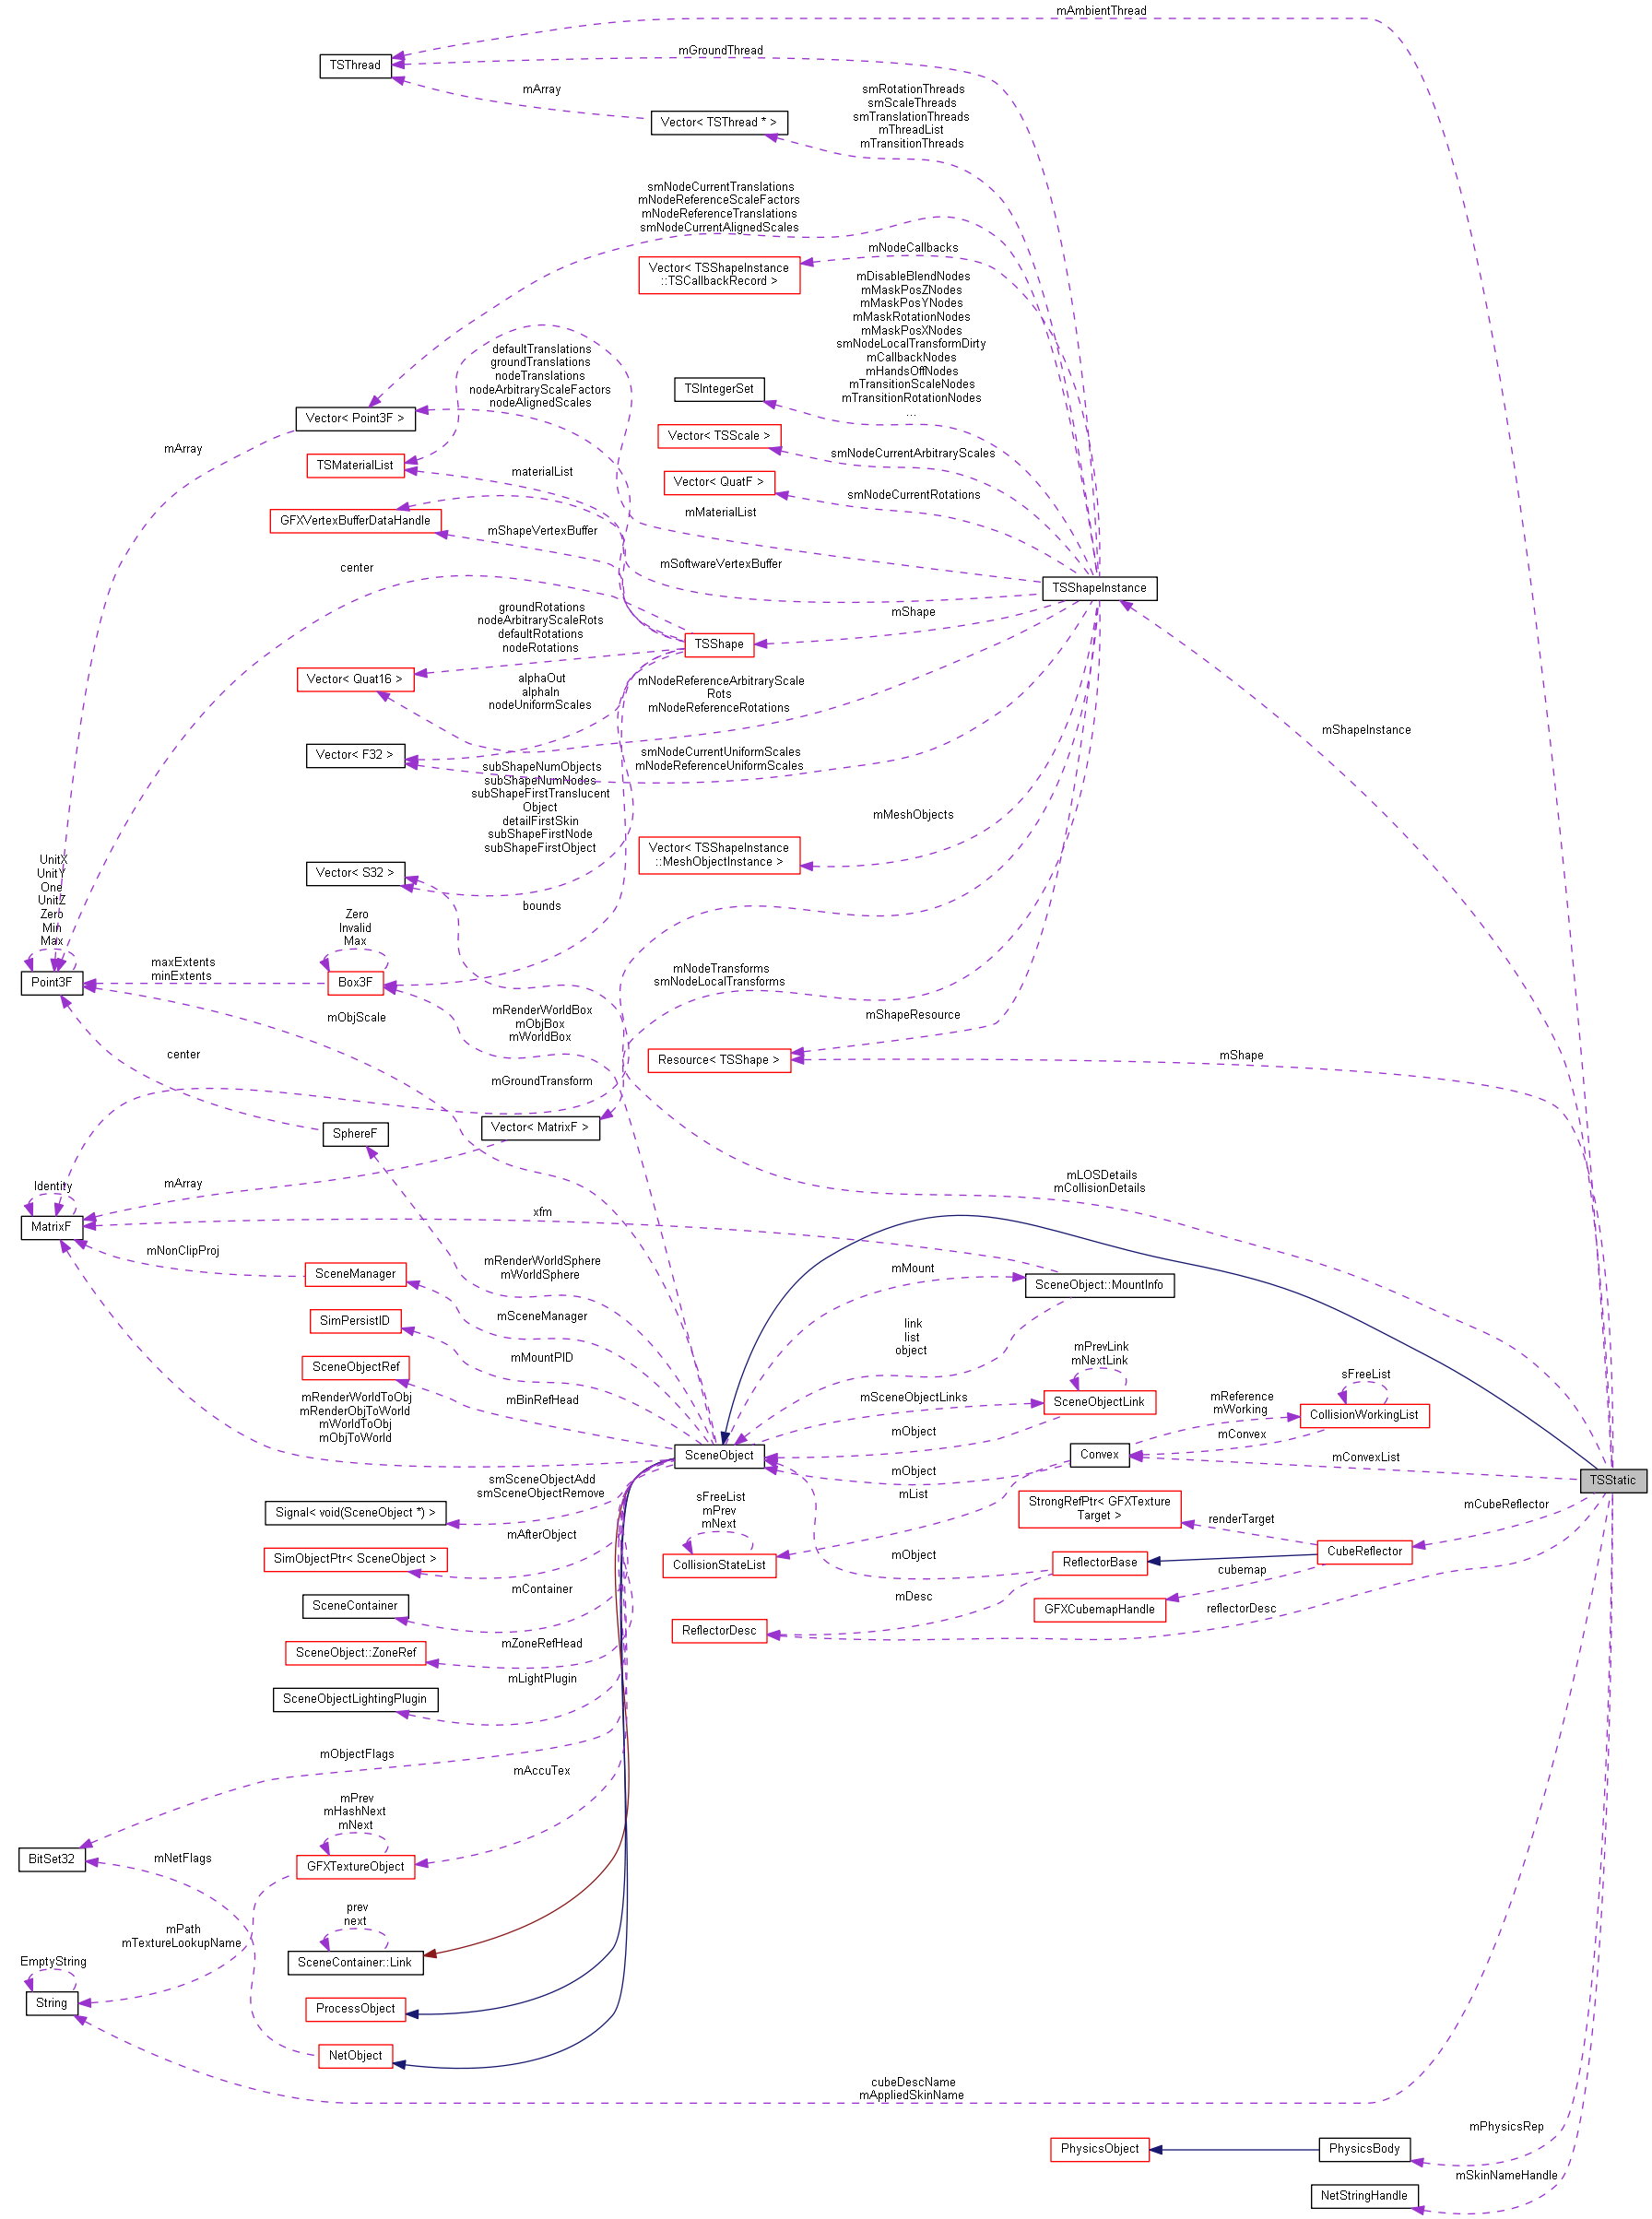 mAmbientThread
mGroundThread
TSThread
mArray
smRotationThreads
smScaleThreads
smTranslationThreads
mThreadList
mTransitionThreads
Vector< TSThread * >
smNodeCurrentTranslations
mNodeReferenceScaleFactors
mNodeReferenceTranslations
smNodeCurrentAlignedScales
mNodeCallbacks
Vector< TSShapeInstance
::TSCallbackRecord >
mDisableBlendNodes
mMaskPosZNodes
mMaskPosYNodes
mMaskRotationNodes
mMaskPosXNodes
smNodeLocalTransformDirty
mCallbackNodes
mHandsOffNodes
mTransitionScaleNodes
mTransitionRotationNodes
...
defaultTranslations
groundTranslations
nodeTranslations
nodeArbitraryScaleFactors
nodeAlignedScales
TSIntegerSet
Vector< Point3F >
Vector< TSScale >
mArray
smNodeCurrentArbitraryScales
TSMaterialList
materialList
Vector< QuatF >
smNodeCurrentRotations
mMaterialList
GFXVertexBufferDataHandle
mShapeVertexBuffer
center
mSoftwareVertexBuffer
TSShapeInstance
groundRotations
nodeArbitraryScaleRots
defaultRotations
nodeRotations
mShape
TSShape
Vector< Quat16 >
alphaOut
alphaIn
nodeUniformScales
mNodeReferenceArbitraryScale
Rots
mNodeReferenceRotations
mShapeInstance
Vector< F32 >
smNodeCurrentUniformScales
mNodeReferenceUniformScales
subShapeNumObjects
subShapeNumNodes
subShapeFirstTranslucent
Object
detailFirstSkin
subShapeFirstNode
subShapeFirstObject
mMeshObjects
Vector< TSShapeInstance
::MeshObjectInstance >
Vector< S32 >
UnitX
UnitY
One
UnitZ
Zero
Min
Max
bounds
Zero
Invalid
Max
maxExtents
minExtents
Point3F
Box3F
mNodeTransforms
smNodeLocalTransforms
mObjScale
mRenderWorldBox
mObjBox
mWorldBox
mShapeResource
center
Resource< TSShape >
mShape
mGroundTransform
SphereF
Vector< MatrixF >
mLOSDetails
mCollisionDetails
Identity
mArray
xfm
MatrixF
mNonClipProj
SceneManager
mRenderWorldSphere
mWorldSphere
mMount
SceneObject::MountInfo
SimPersistID
mSceneManager
link
list
object
mMountPID
SceneObjectRef
mPrevLink
mNextLink
sFreeList
mRenderWorldToObj
mRenderObjToWorld
mWorldToObj
mObjToWorld
mBinRefHead
mSceneObjectLinks
SceneObjectLink
mReference
mWorking
CollisionWorkingList
mObject
mConvex
SceneObject
Convex
mConvexList
mObject
TSStatic
smSceneObjectAdd
smSceneObjectRemove
mList
sFreeList
mPrev
mNext
Signal< void(SceneObject *) >
StrongRefPtr< GFXTexture
Target >
mCubeReflector
renderTarget
mAfterObject
SimObjectPtr< SceneObject >
CollisionStateList
mObject
ReflectorBase
CubeReflector
cubemap
mContainer
SceneContainer
mDesc
GFXCubemapHandle
reflectorDesc
ReflectorDesc
mZoneRefHead
SceneObject::ZoneRef
mLightPlugin
SceneObjectLightingPlugin
mObjectFlags
mAccuTex
mPrev
mHashNext
mNext
BitSet32
mNetFlags
GFXTextureObject
prev
next
mPath
mTextureLookupName
EmptyString
SceneContainer::Link
String
ProcessObject
NetObject
cubeDescName
mAppliedSkinName
mPhysicsRep
PhysicsObject
PhysicsBody
mSkinNameHandle
NetStringHandle